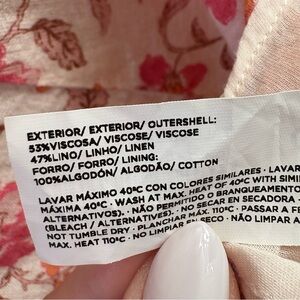 EXTERIOR/ EXTERIOR/ OUTERSHELL:
53%VISCOSA/ VISCOSE/ VISCOSE
47%LINO/ LINHO/ LINEN
FORRO/ FORRO/ LINING:
100%ALGODÓN/ ALGODÃO/ COTTON
LAVAR MÁXIMO 40ºC CON COLORES SIMILARES · LAVAR
MÁXIMA 40ºC. · WASH AT MAX. HEAT OF 40ºC WITH SIMI
ALTERNATIVOS). · NÃO PERMITIDO O BRANQUEAMENTO
(BLEACH / ALTERNATIVES). · NO SECAR EN SECADORA ·
NOT TUMBLE DRY · PLANCHAR MÁX. 110ºC · PASSAR A F
MAX. HEAT 110ºC · NO LIMPIAR EN SECO · NÃO LIMPAR A